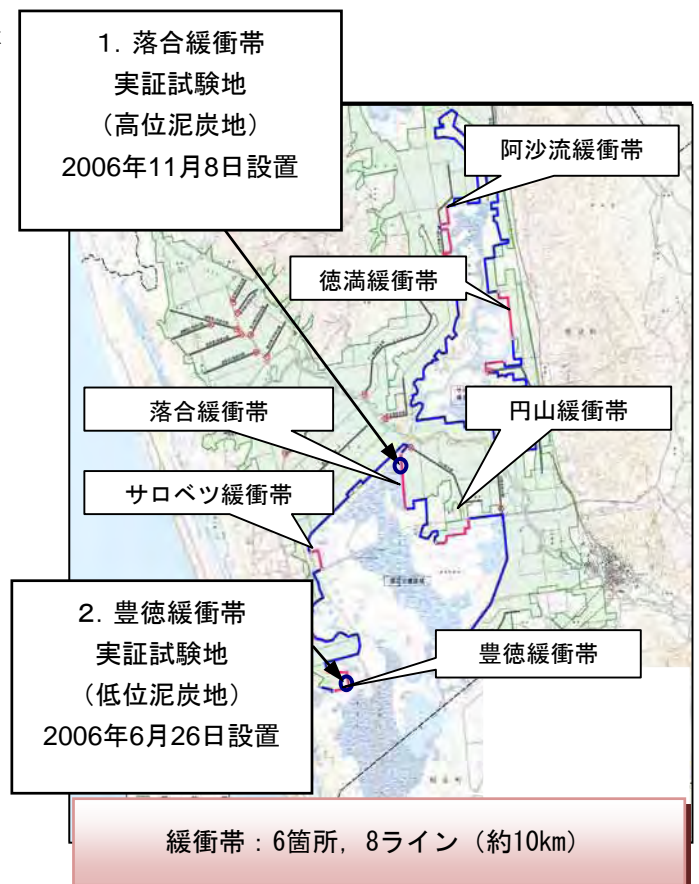 1．落合緩衝帯
実証試験地
（高位泥炭地）
2006年11月8日設置
阿沙流緩衝帯
徳満緩衝帯
落合緩衝帯
円山緩衝帯
サロベツ緩衝帯
2．豊徳緩衝帯
実証試験地
（低位泥炭地）
2006年6月26日設置
豊徳緩衝帯
緩衝帯：6箇所，8ライン（約10km）